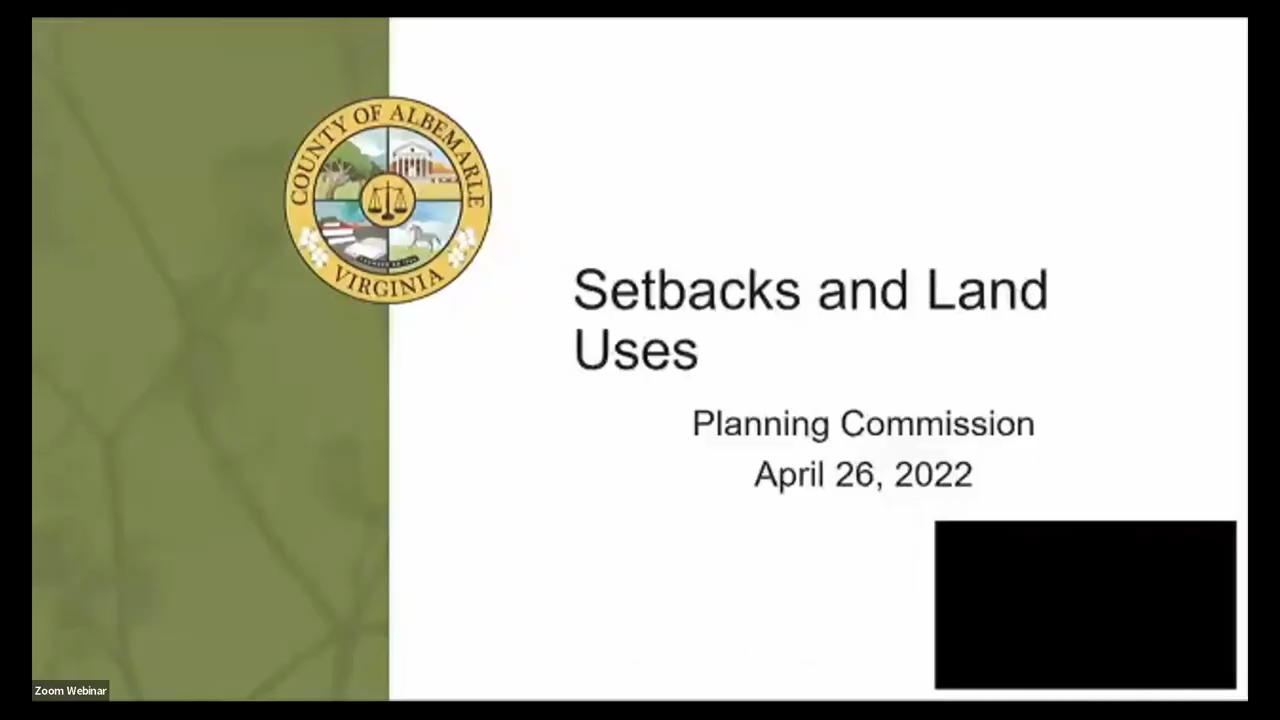 COUNTY OF ALBEMARLE
VIRGINIA
Setbacks and Land
Uses
Planning Commission
April 26, 2022
Zoom Webinar